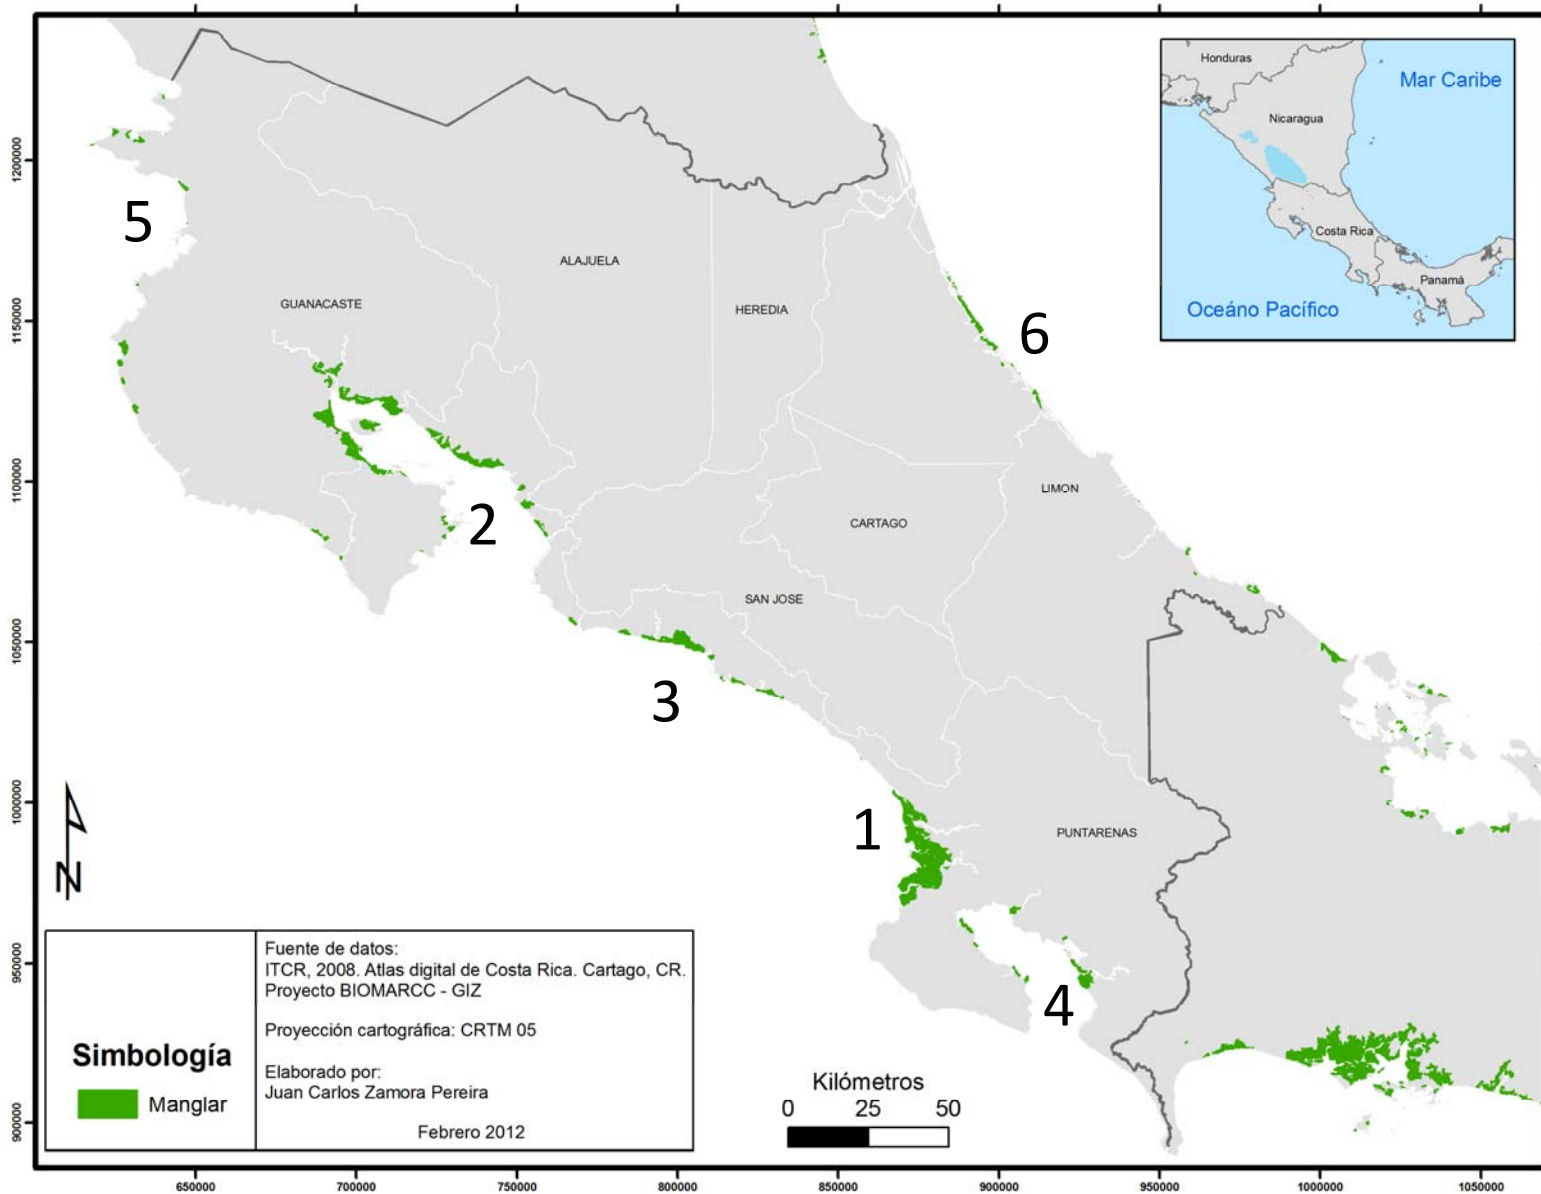 Honduras
Mar Caribe
Nicaragua
Costa Rica
Panamá
Oceáno Pacífico
1200000
1150000
1100000
1050000
1000000
950000
900000
5
ALAJUELA
GUANACASTE
HEREDIA
6
LIMON
2
CARTAGO
SAN JOSE
3
1
PUNTARENAS
4
N
Simbología
Manglar
Fuente de datos:
ITCR, 2008. Atlas digital de Costa Rica. Cartago, CR.
Proyecto BIOMARCC - GIZ
Proyección cartográfica: CRTM 05
Elaborado por:
Juan Carlos Zamora Pereira
Febrero 2012
Kilómetros
0 25 50
650000 700000 750000 800000 850000 900000 950000 1000000 1050000